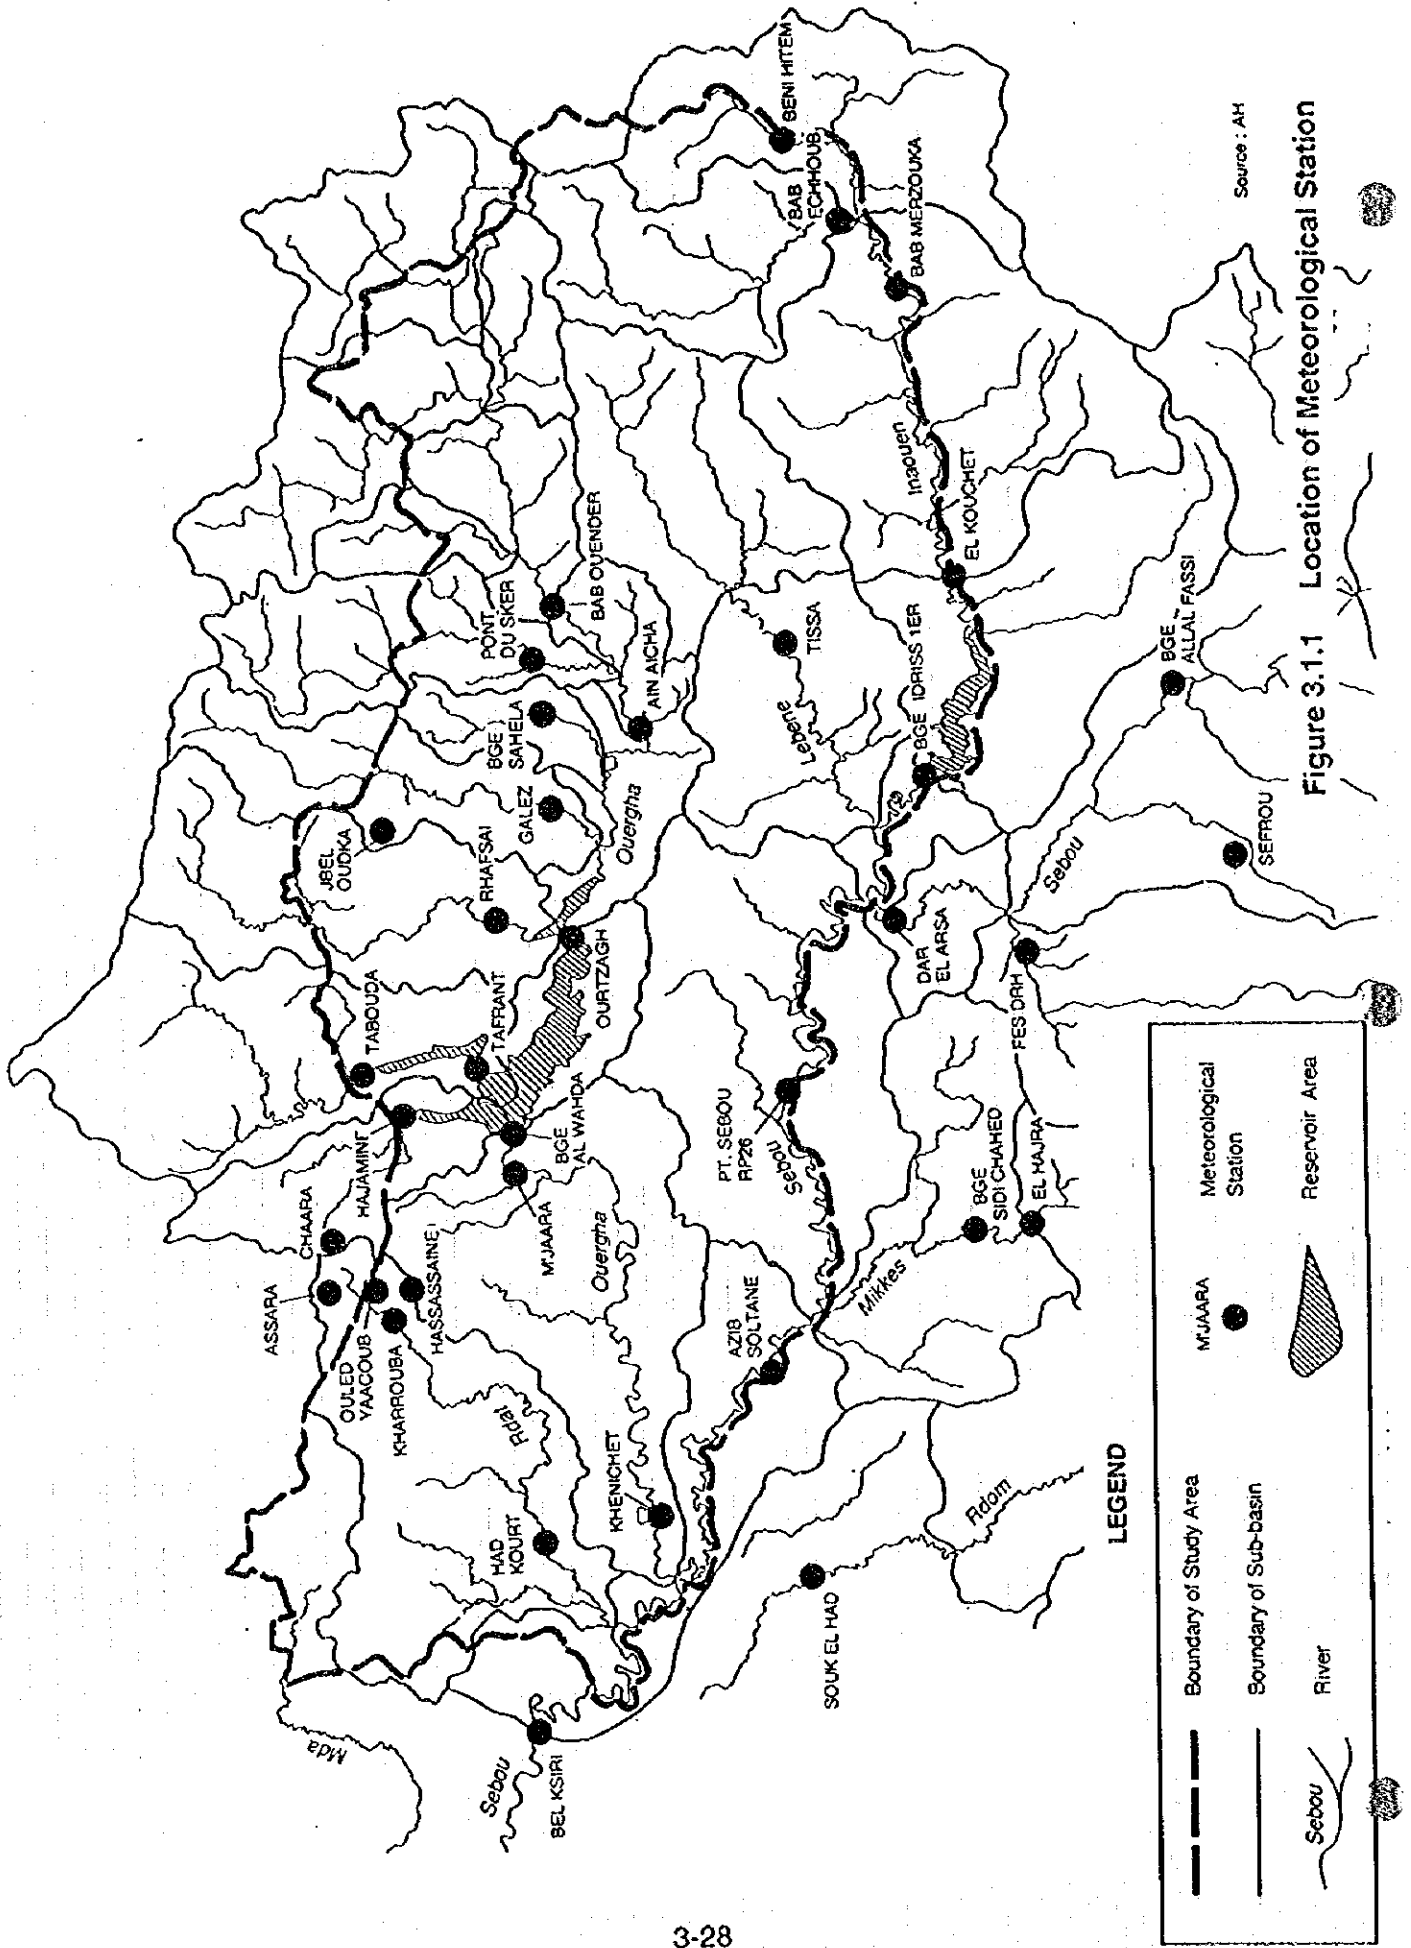 ASSARA
CHAARA
HAJAMINE
TABOUDA
JBEL
OUDKA
OULED
YAACOUB
KHARROUBA
HASSASSAINE
TAFRANT
RHAFSAI
BGE
SAHELA
GALEZ
PONT
DU SKER
BAB OUENDER
AIN AICHA
Ouergha
OURTZAGH
BGE
AL WAHDA
M'JAARA
Ouergha
Rdat
HAD
KOURT
KHENICHET
Mda
Sebou
BEL KSIRI
AZIB
SOLTANE
PT. SEBOU
RP26
Sebou
Mikkes
BGE
SIDI CHAHED
EL HAJRA
FES DRH
DAR
EL ARSA
Sebou
SEFROU
BGE
ALLAL FASSI
BGE IDRISS 1ER
Lebene
TISSA
EL KOUCHET
Inaouen
BAB MERZOUKA
BAB
ECHHOUB
BENI HITEM
SOUK EL HAD
Rdom
LEGEND
Boundary of Study Area
Boundary of Sub-basin
Sebou
River
M'JAARA
Meteorological
Station
Reservoir Area
Source : AH
Figure 3.1.1 Location of Meteorological Station
3-28